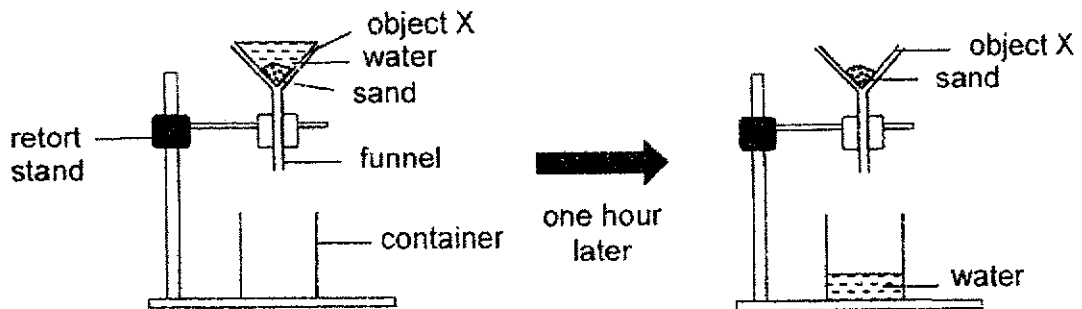 object X
water
sand
retort
stand
funnel
container
one hour
later
object X
sand
water